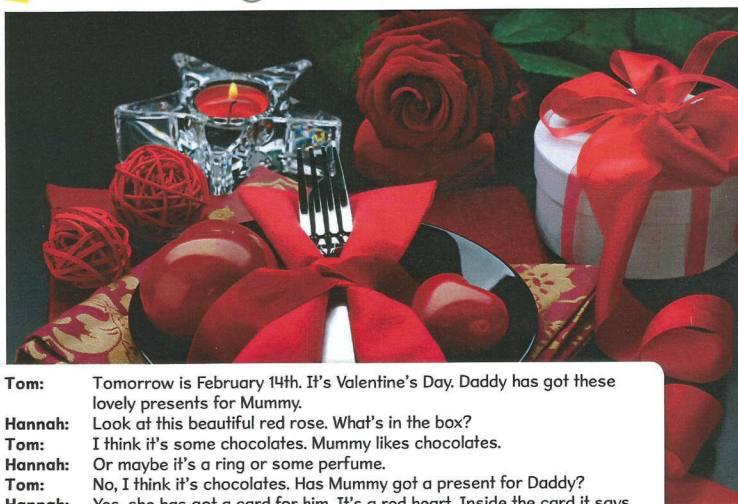 Tom: Tomorrow is February 14th. It's Valentine's Day. Daddy has got these
lovely presents for Mummy.
Hannah: Look at this beautiful red rose. What's in the box?
Tom: I think it's some chocolates. Mummy likes chocolates.
Hannah: Or maybe it's a ring or some perfume.
Tom: No, I think it's chocolates. Has Mummy got a present for Daddy?
Hannah: Yes, she has got a card for him. It's a red heart. Inside the card it says